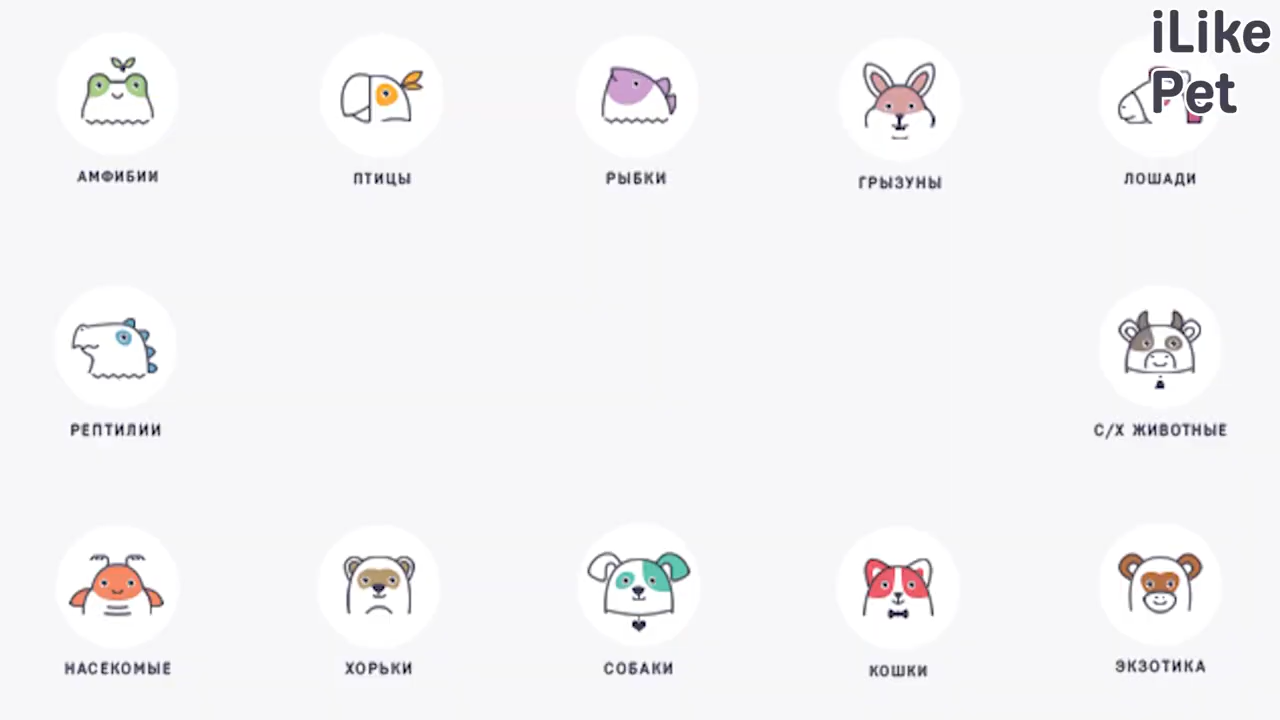 iLike
Pet
АМФИБИИ
ПТИЦЫ
РЫБКИ
ГРЫЗУНЫ
ЛОШАДИ
РЕПТИЛИИ
С/Х ЖИВОТНЫЕ
НАСЕКОМЫЕ
ХОРЬКИ
СОБАКИ
КОШКИ
ЭКЗОТИКА